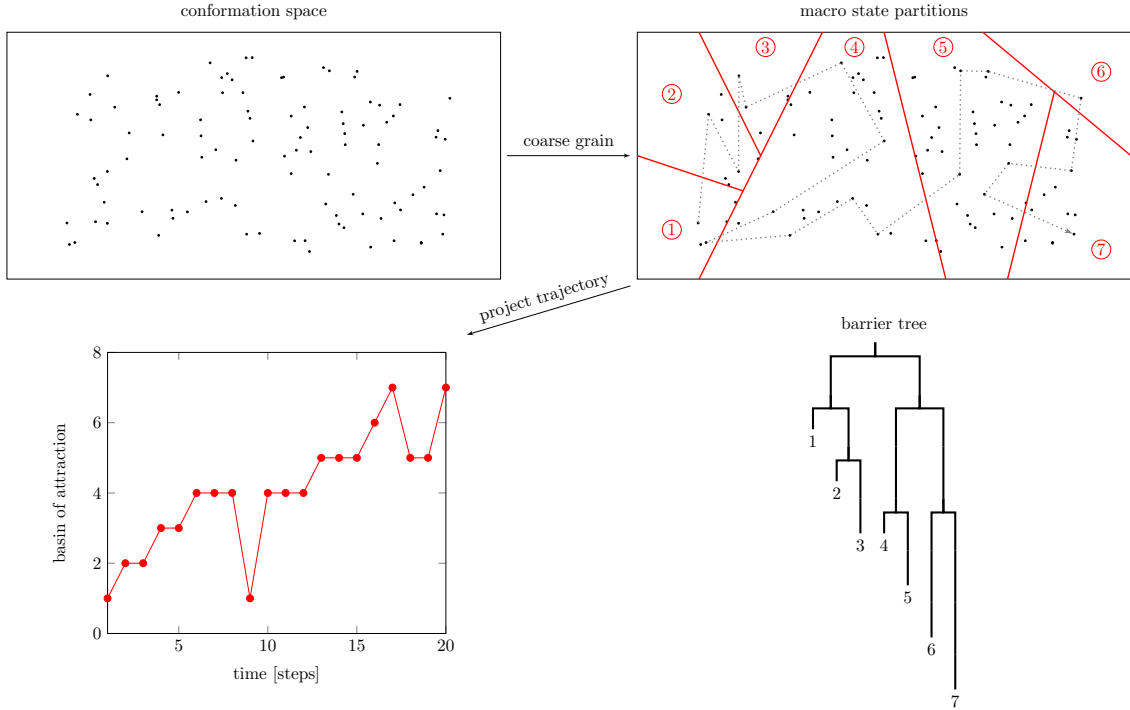 conformation space
macro state partitions
① ② ③ ④ ⑤ ⑥ ⑦
coarse grain
project trajectory
barrier tree
8
6
4
2
0
5 10 15 20
basin of attraction
time [steps]
1
2
3 4
5
6
7